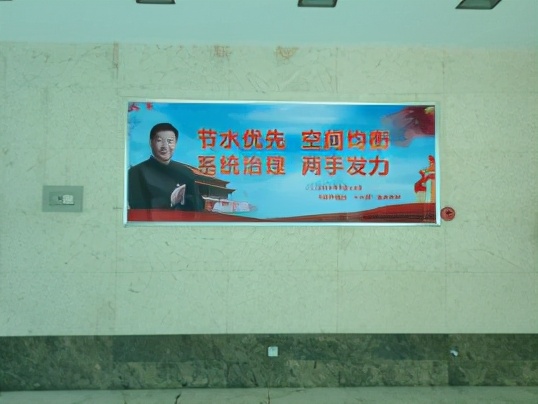 节水优先 空间均衡
系统治理 两手发力